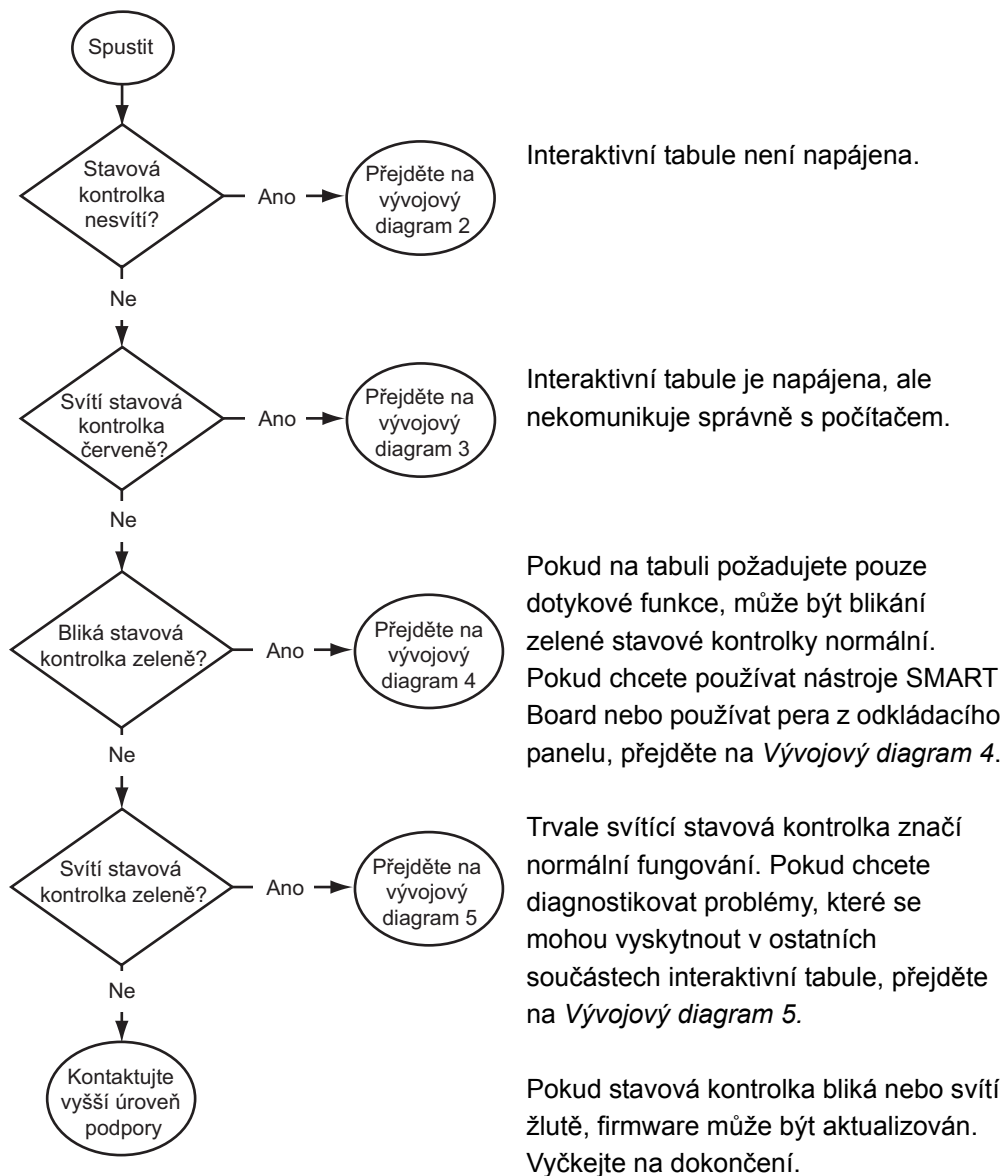 Spustit
Stavová
kontrolka
nesvítí?
Ano
Přejděte na
vývojový
diagram 2
Interaktivní tabule není napájena.
Ne
Svítí stavová
kontrolka
červeně?
Ano
Přejděte na
vývojový
diagram 3
Interaktivní tabule je napájena, ale
nekomunikuje správně s počítačem.
Ne
Bliká stavová
kontrolka zeleně?
Ano
Přejděte na
vývojový
diagram 4
Pokud na tabuli požadujete pouze
dotykové funkce, může být blikání
zelené stavové kontrolky normální.
Pokud chcete používat nástroje SMART
Board nebo používat pera z odkládacího
panelu, přejděte na Vývojový diagram 4.
Ne
Svítí stavová
kontrolka zeleně?
Ano
Přejděte na
vývojový
diagram 5
Trvale svítící stavová kontrolka značí
normální fungování. Pokud chcete
diagnostikovat problémy, které se
mohou vyskytnout v ostatních
součástech interaktivní tabule, přejděte
na Vývojový diagram 5.
Ne
Kontaktujte
vyšší úroveň
podpory
Pokud stavová kontrolka bliká nebo svítí
žlutě, firmware může být aktualizován.
Vyčkejte na dokončení.